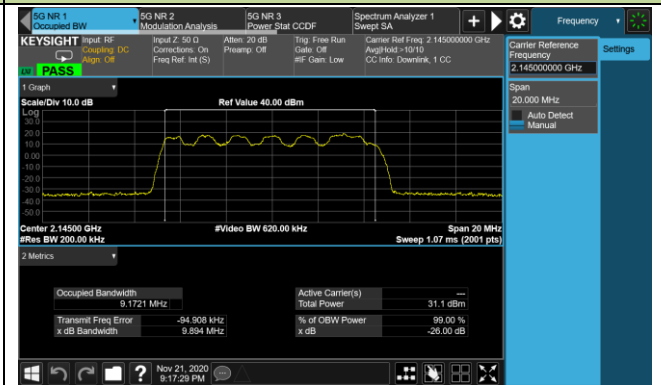 5G NR 1
Occupied BW
5G NR 2
Modulation Analysis
5G NR 3
Power Stat CCDF
Spectrum Analyzer 1
Swept SA
Frequency
KEYSIGHT
Input: RF
Coupling: DC
Align: Off
Input Z: 50 Ω
Corrections: On
Freq Ref: Int (S)
Atten: 20 dB
Preamp: Off
Trig: Free Run
Gate: Off
#IF Gain: Low
Carrier Ref Freq: 2.145000000 GHz
Avg|Hold:>10/10
CC Info: Downlink, 1 CC
PASS
Carrier Reference
Frequency
2.145000000 GHz
Settings
Span
20.000 MHz
Auto Detect
Manual
1 Graph
Scale/Div 10.0 dB
Ref Value 40.00 dBm
Log
30.0
20.0
10.0
0.00
-10.0
-20.0
-30.0
-40.0
-50.0
Center 2.14500 GHz
#Video BW 620.00 kHz
Span 20 MHz
#Res BW 200.00 kHz
Sweep 1.07 ms (2001 pts)
2 Metrics
Occupied Bandwidth
9.1721 MHz
Active Carrier(s)
---
Total Power
31.1 dBm
Transmit Freq Error
-94.908 kHz
% of OBW Power
99.00 %
x dB Bandwidth
9.894 MHz
x dB
-26.00 dB
Nov 21, 2020
9:17:29 PM